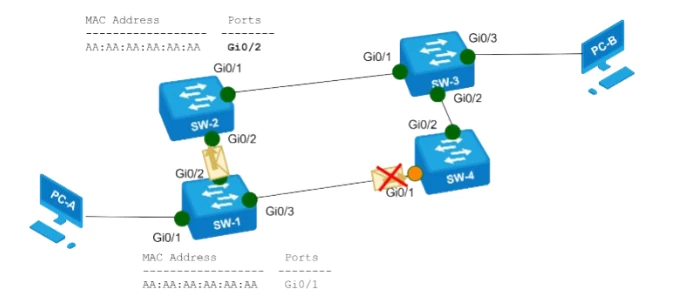 MAC Address Ports
----------------- -------
AA:AA:AA:AA:AA:AA Gi0/2
Gi0/3
PC-B
Gi0/1
Gi0/1
SW-3
Gi0/2
SW-2
Gi0/2
Gi0/2
Gi0/2
SW-4
PC-A
Gi0/1
SW-1
Gi0/3
Gi0/1
MAC Address Ports
----------------- -------
AA:AA:AA:AA:AA:AA Gi0/1